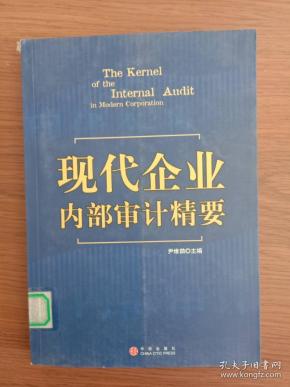 The Kernel
of the
Internal Audit
in Modern Corporation
现代企业
内部审计精要
尹维劼◎主编
中信出版社
CHINA CITIC PRESS
孔夫子旧书网